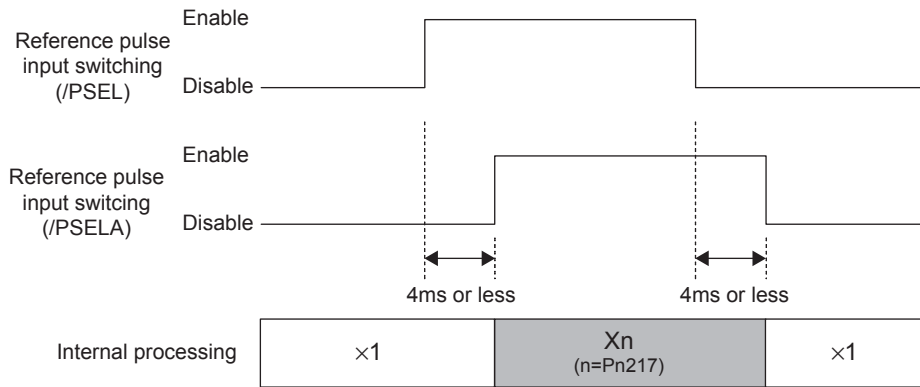 Enable
Reference pulse
input switching
(/PSEL)
Disable
Enable
Reference pulse
input switcing
(/PSELA)
Disable
4ms or less
4ms or less
Internal processing
×1
Xn
(n=Pn217)
×1